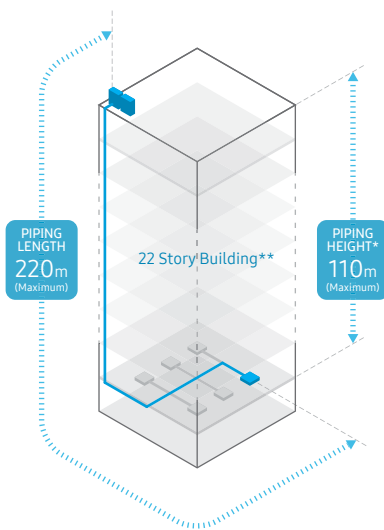 PIPING
LENGTH
220m
(Maximum)
22 Story Building**
PIPING
HEIGHT*
110m
(Maximum)